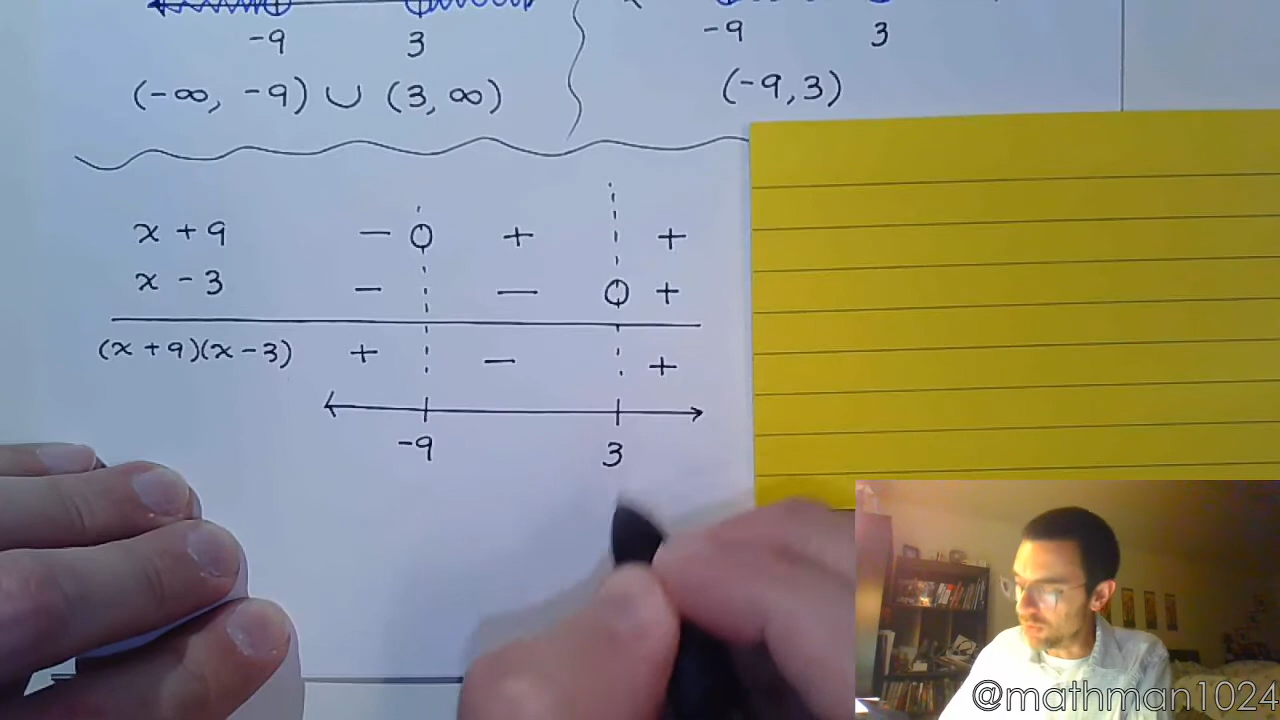 -9 3
(-∞, -9) ∪ (3, ∞)
-9 3
(-9,3)
x + 9 - 0 + +
x - 3 - - 0 +
(x + 9)(x - 3) + - +
-9 3
@mathman1024